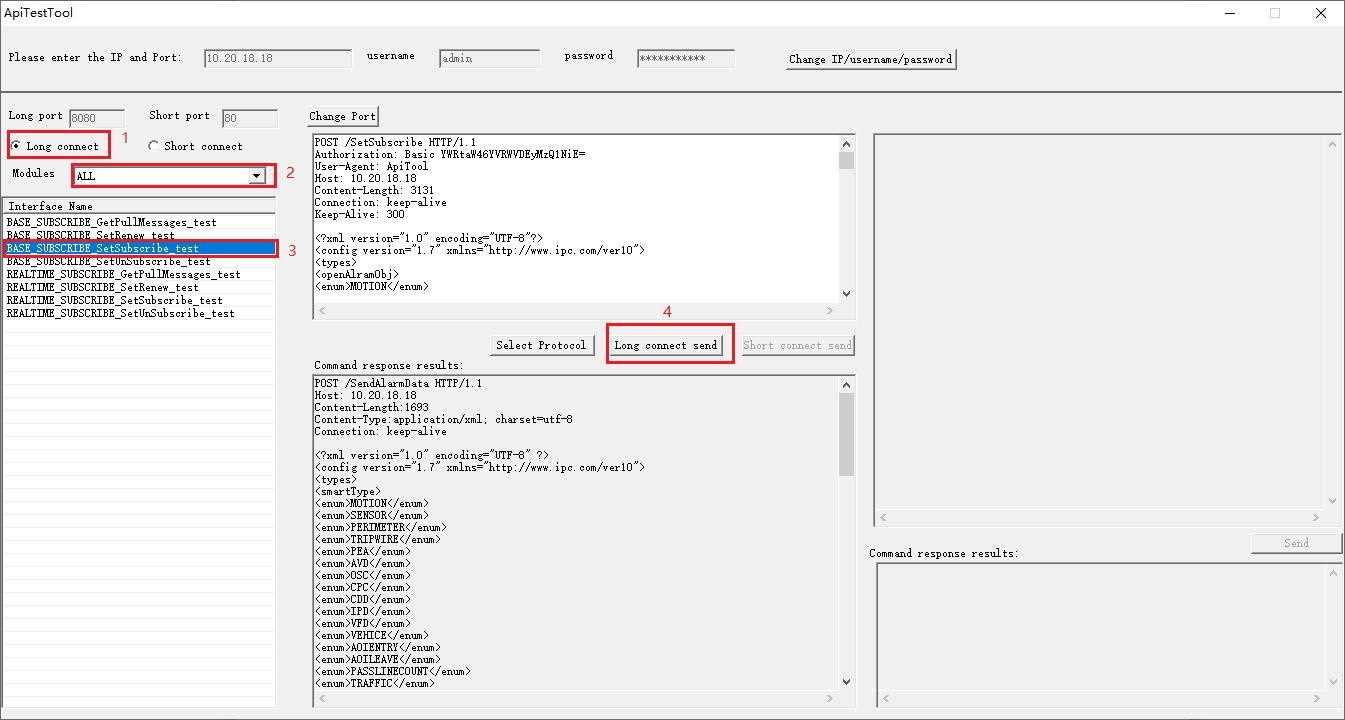 ApiTestTool
Please enter the IP and Port: 10.20.18.18 username admin password *********** Change IP/username/password
Long port 8080 Short port 80 Change Port
Long connect 1 Short connect
Modules ALL 2
Interface Name
BASE_SUBSCRIBE_GetPullMessages_test
BASE_SUBSCRIBE_SetRenew_test
BASE_SUBSCRIBE_SetSubscribe_test 3
BASE_SUBSCRIBE_SetUnSubscribe_test
REALTIME_SUBSCRIBE_GetPullMessages_test
REALTIME_SUBSCRIBE_SetRenew_test
REALTIME_SUBSCRIBE_SetSubscribe_test
REALTIME_SUBSCRIBE_SetUnSubscribe_test
POST /SetSubscribe HTTP/1.1
Authorization: Basic YWRtaW46YVRWVDEyMzQ1NiE=
User-Agent: ApiTool
Host: 10.20.18.18
Content-Length: 3131
Connection: keep-alive
Keep-Alive: 300
<?xml version="1.0" encoding="UTF-8"?>
<config version="1.7" xmlns="http://www.ipc.com/ver10">
<types>
<openAlramObj>
<enum>MOTION</enum>
4
Select Protocol Long connect send Short connect send
Command response results:
POST /SendAlarmData HTTP/1.1
Host: 10.20.18.18
Content-Length:1693
Content-Type:application/xml; charset=utf-8
Connection: keep-alive
<?xml version="1.0" encoding="UTF-8" ?>
<config version="1.7" xmlns="http://www.ipc.com/ver10">
<types>
<smartType>
<enum>MOTION</enum>
<enum>SENSOR</enum>
<enum>PERIMETER</enum>
<enum>TRIPWIRE</enum>
<enum>PEA</enum>
<enum>AVD</enum>
<enum>OSC</enum>
<enum>CPC</enum>
<enum>CDD</enum>
<enum>IPD</enum>
<enum>VFD</enum>
<enum>VEHICE</enum>
<enum>AOIENTRY</enum>
<enum>AOILEAVE</enum>
<enum>PASSLINECOUNT</enum>
<enum>TRAFFIC</enum>
Send
Command response results: